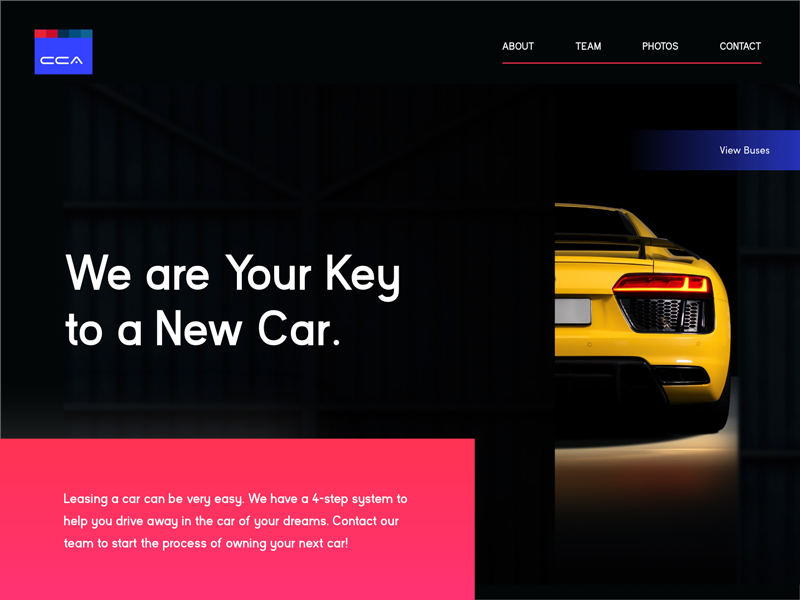 CCA
ABOUT TEAM PHOTOS CONTACT
View Buses
We are Your Key
to a New Car.
Leasing a car can be very easy. We have a 4-step system to
help you drive away in the car of your dreams. Contact our
team to start the process of owning your next car!